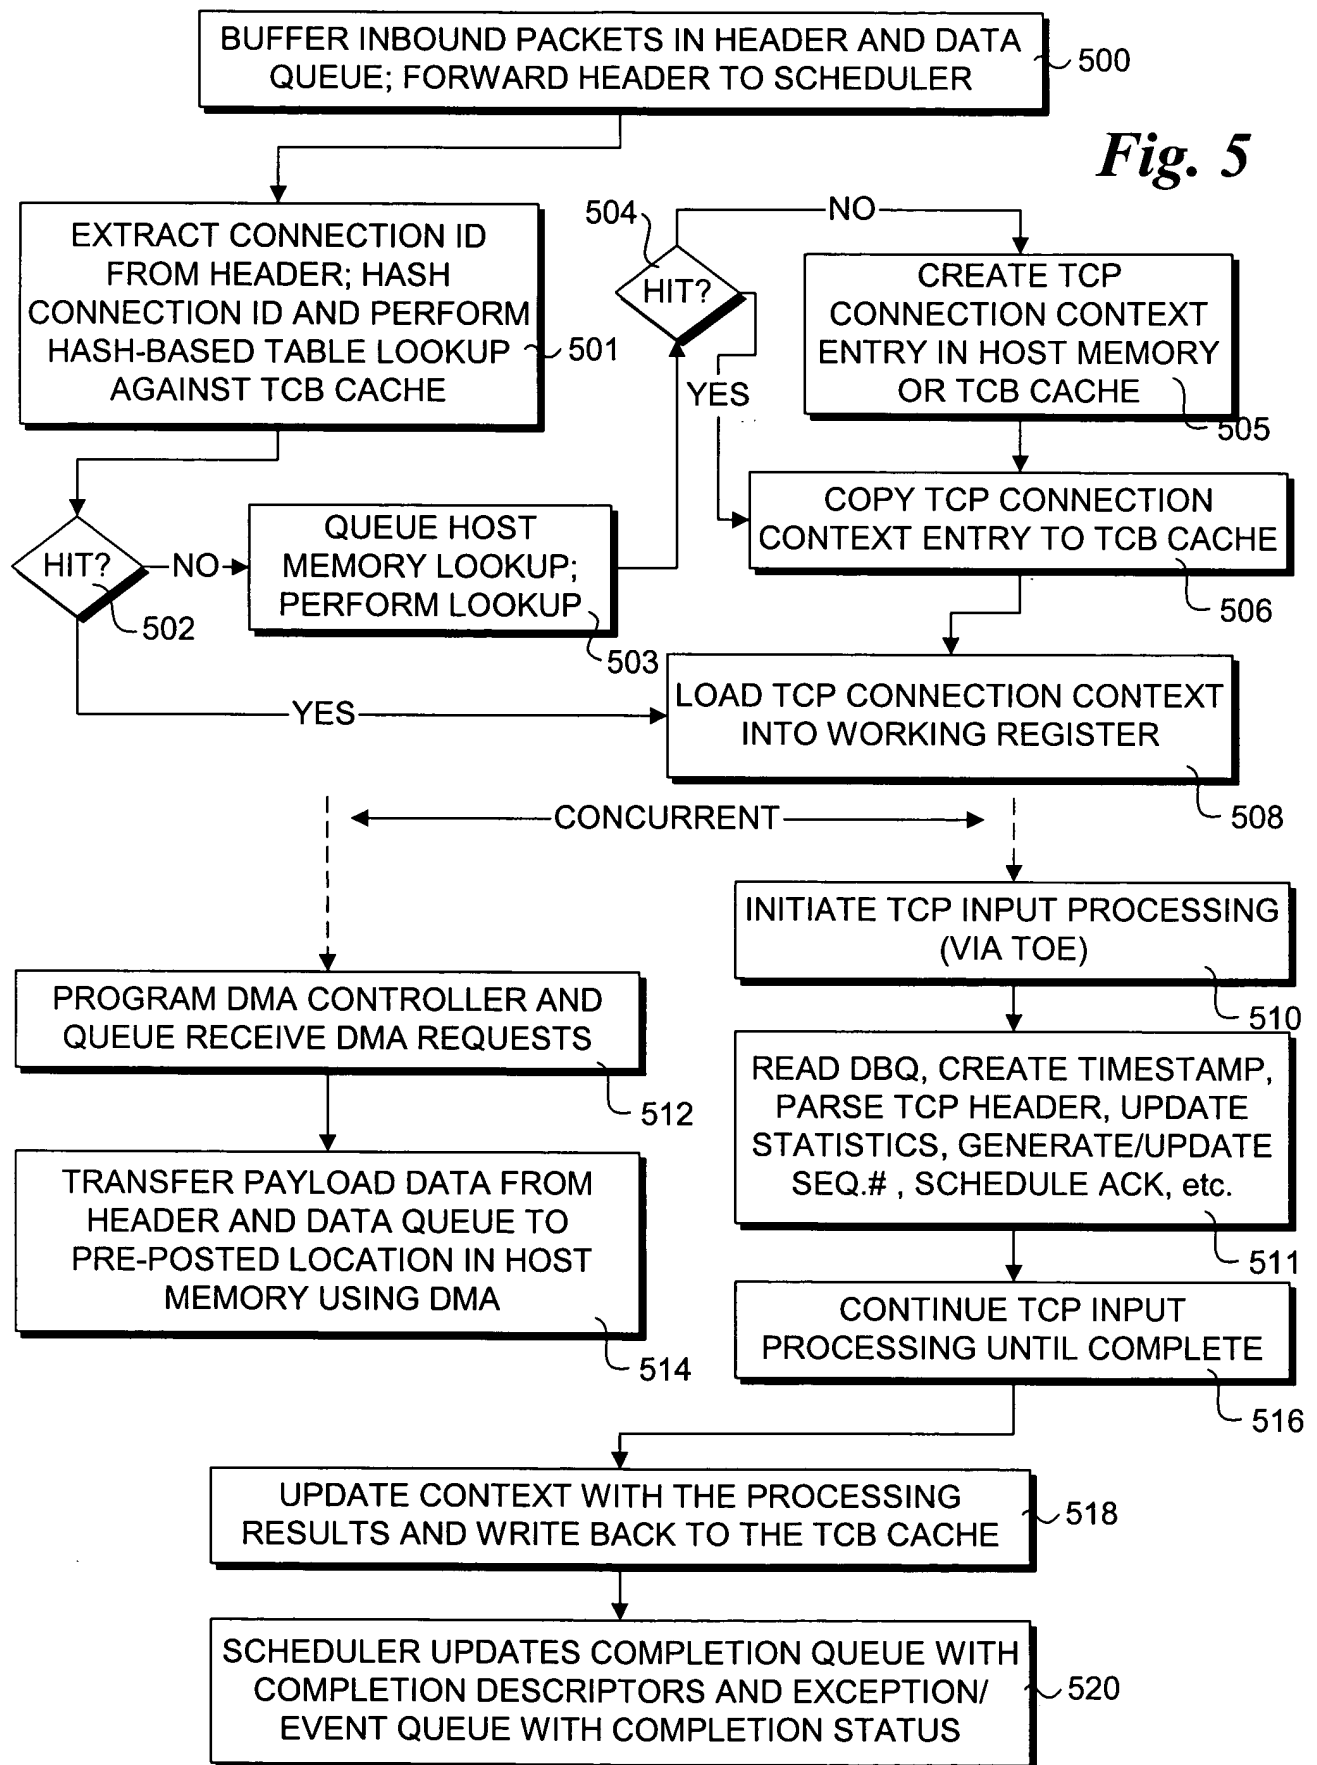 BUFFER INBOUND PACKETS IN HEADER AND DATA
QUEUE; FORWARD HEADER TO SCHEDULER
500
Fig. 5
EXTRACT CONNECTION ID
FROM HEADER; HASH
CONNECTION ID AND PERFORM
HASH-BASED TABLE LOOKUP
AGAINST TCB CACHE
501
504
HIT?
NO
YES
CREATE TCP
CONNECTION CONTEXT
ENTRY IN HOST MEMORY
OR TCB CACHE
505
HIT?
502
NO
QUEUE HOST
MEMORY LOOKUP;
PERFORM LOOKUP
503
COPY TCP CONNECTION
CONTEXT ENTRY TO TCB CACHE
506
YES
LOAD TCP CONNECTION CONTEXT
INTO WORKING REGISTER
508
CONCURRENT
INITIATE TCP INPUT PROCESSING
(VIA TOE)
510
PROGRAM DMA CONTROLLER AND
QUEUE RECEIVE DMA REQUESTS
512
READ DBQ, CREATE TIMESTAMP,
PARSE TCP HEADER, UPDATE
STATISTICS, GENERATE/UPDATE
SEQ.# , SCHEDULE ACK, etc.
511
TRANSFER PAYLOAD DATA FROM
HEADER AND DATA QUEUE TO
PRE-POSTED LOCATION IN HOST
MEMORY USING DMA
514
CONTINUE TCP INPUT
PROCESSING UNTIL COMPLETE
516
UPDATE CONTEXT WITH THE PROCESSING
RESULTS AND WRITE BACK TO THE TCB CACHE
518
SCHEDULER UPDATES COMPLETION QUEUE WITH
COMPLETION DESCRIPTORS AND EXCEPTION/
EVENT QUEUE WITH COMPLETION STATUS
520